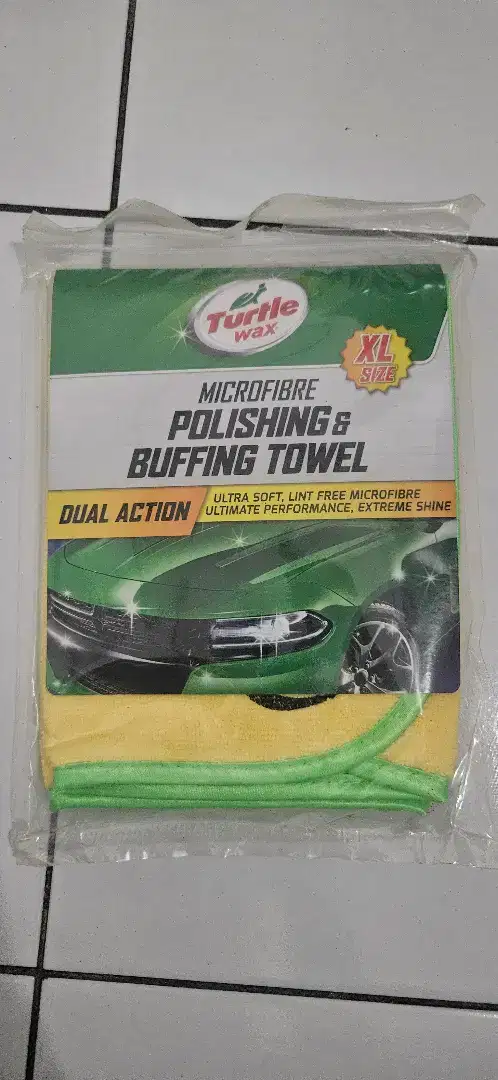 Turtle
wax
XL
SIZE
MICROFIBRE
POLISHING &
BUFFING TOWEL
DUAL ACTION
ULTRA SOFT, LINT FREE MICROFIBRE
ULTIMATE PERFORMANCE, EXTREME SHINE